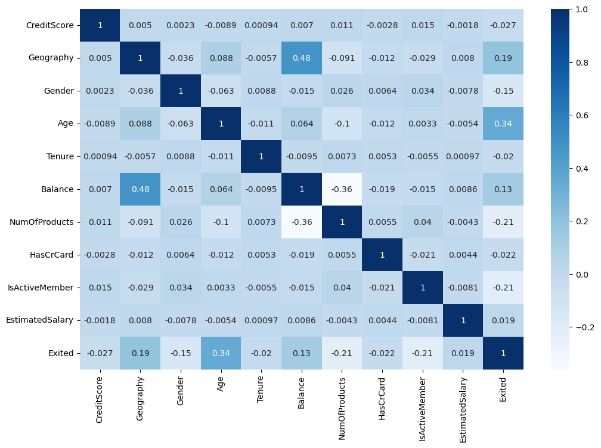 CreditScore 1 0.005 0.0023 -0.0089 0.00094 0.007 0.011 -0.0028 0.015 -0.0018 -0.027
Geography 0.005 1 -0.036 0.088 -0.0057 0.48 -0.091 -0.012 -0.029 0.008 0.19
Gender 0.0023 -0.036 1 -0.063 0.0088 -0.015 0.026 0.0064 0.034 -0.0078 -0.15
Age -0.0089 0.088 -0.063 1 -0.011 0.064 -0.1 -0.012 0.0033 -0.0054 0.34
Tenure 0.00094 -0.0057 0.0088 -0.011 1 -0.0095 0.0073 0.0053 -0.0055 0.00097 -0.02
Balance 0.007 0.48 -0.015 0.064 -0.0095 1 -0.36 -0.019 -0.015 0.0086 0.13
NumOfProducts 0.011 -0.091 0.026 -0.1 0.0073 -0.36 1 0.0055 0.04 -0.0043 -0.21
HasCrCard -0.0028 -0.012 0.0064 -0.012 0.0053 -0.019 0.0055 1 -0.021 0.0044 -0.022
IsActiveMember 0.015 -0.029 0.034 0.0033 -0.0055 -0.015 0.04 -0.021 1 -0.0081 -0.21
EstimatedSalary -0.0018 0.008 -0.0078 -0.0054 0.00097 0.0086 -0.0043 0.0044 -0.0081 1 0.019
Exited -0.027 0.19 -0.15 0.34 -0.02 0.13 -0.21 -0.022 -0.21 0.019 1
CreditScore Geography Gender Age Tenure Balance NumOfProducts HasCrCard IsActiveMember EstimatedSalary Exited
1.0
0.8
0.6
0.4
0.2
0.0
−0.2